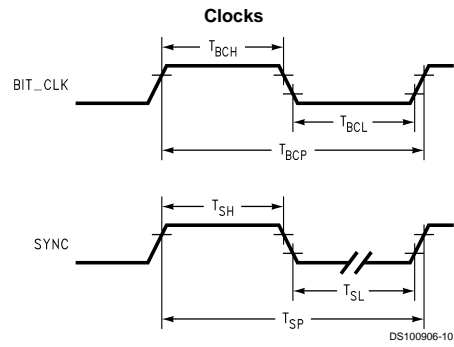 Clocks
T_BCH
BIT_CLK
T_BCL
T_BCP
T_SH
SYNC
T_SL
T_SP
DS100906-10